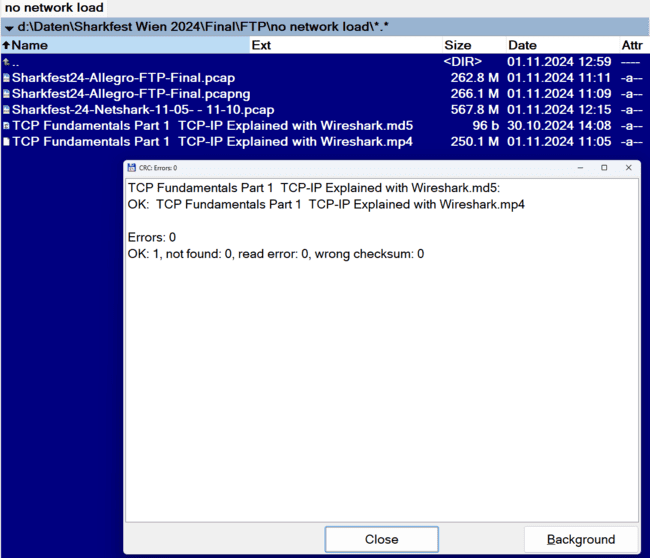 no network load
d:\Daten\Sharkfest Wien 2024\Final\FTP\no network load\*.*
Name Ext Size Date Attr
.. <DIR> 01.11.2024 12:59 ----
Sharkfest24-Allegro-FTP-Final.pcap 262.8 M 01.11.2024 11:11 -a--
Sharkfest24-Allegro-FTP-Final.pcapng 266.1 M 01.11.2024 11:09 -a--
Sharkfest-24-Netshark-11-05- - 11-10.pcap 567.8 M 01.11.2024 12:15 -a--
TCP Fundamentals Part 1  TCP-IP Explained with Wireshark.md5 96 b 30.10.2024 14:08 -a--
TCP Fundamentals Part 1  TCP-IP Explained with Wireshark.mp4 250.1 M 01.11.2024 11:05 -a--
CRC: Errors: 0
TCP Fundamentals Part 1  TCP-IP Explained with Wireshark.md5:
OK:  TCP Fundamentals Part 1  TCP-IP Explained with Wireshark.mp4
Errors: 0
OK: 1, not found: 0, read error: 0, wrong checksum: 0
Close Background